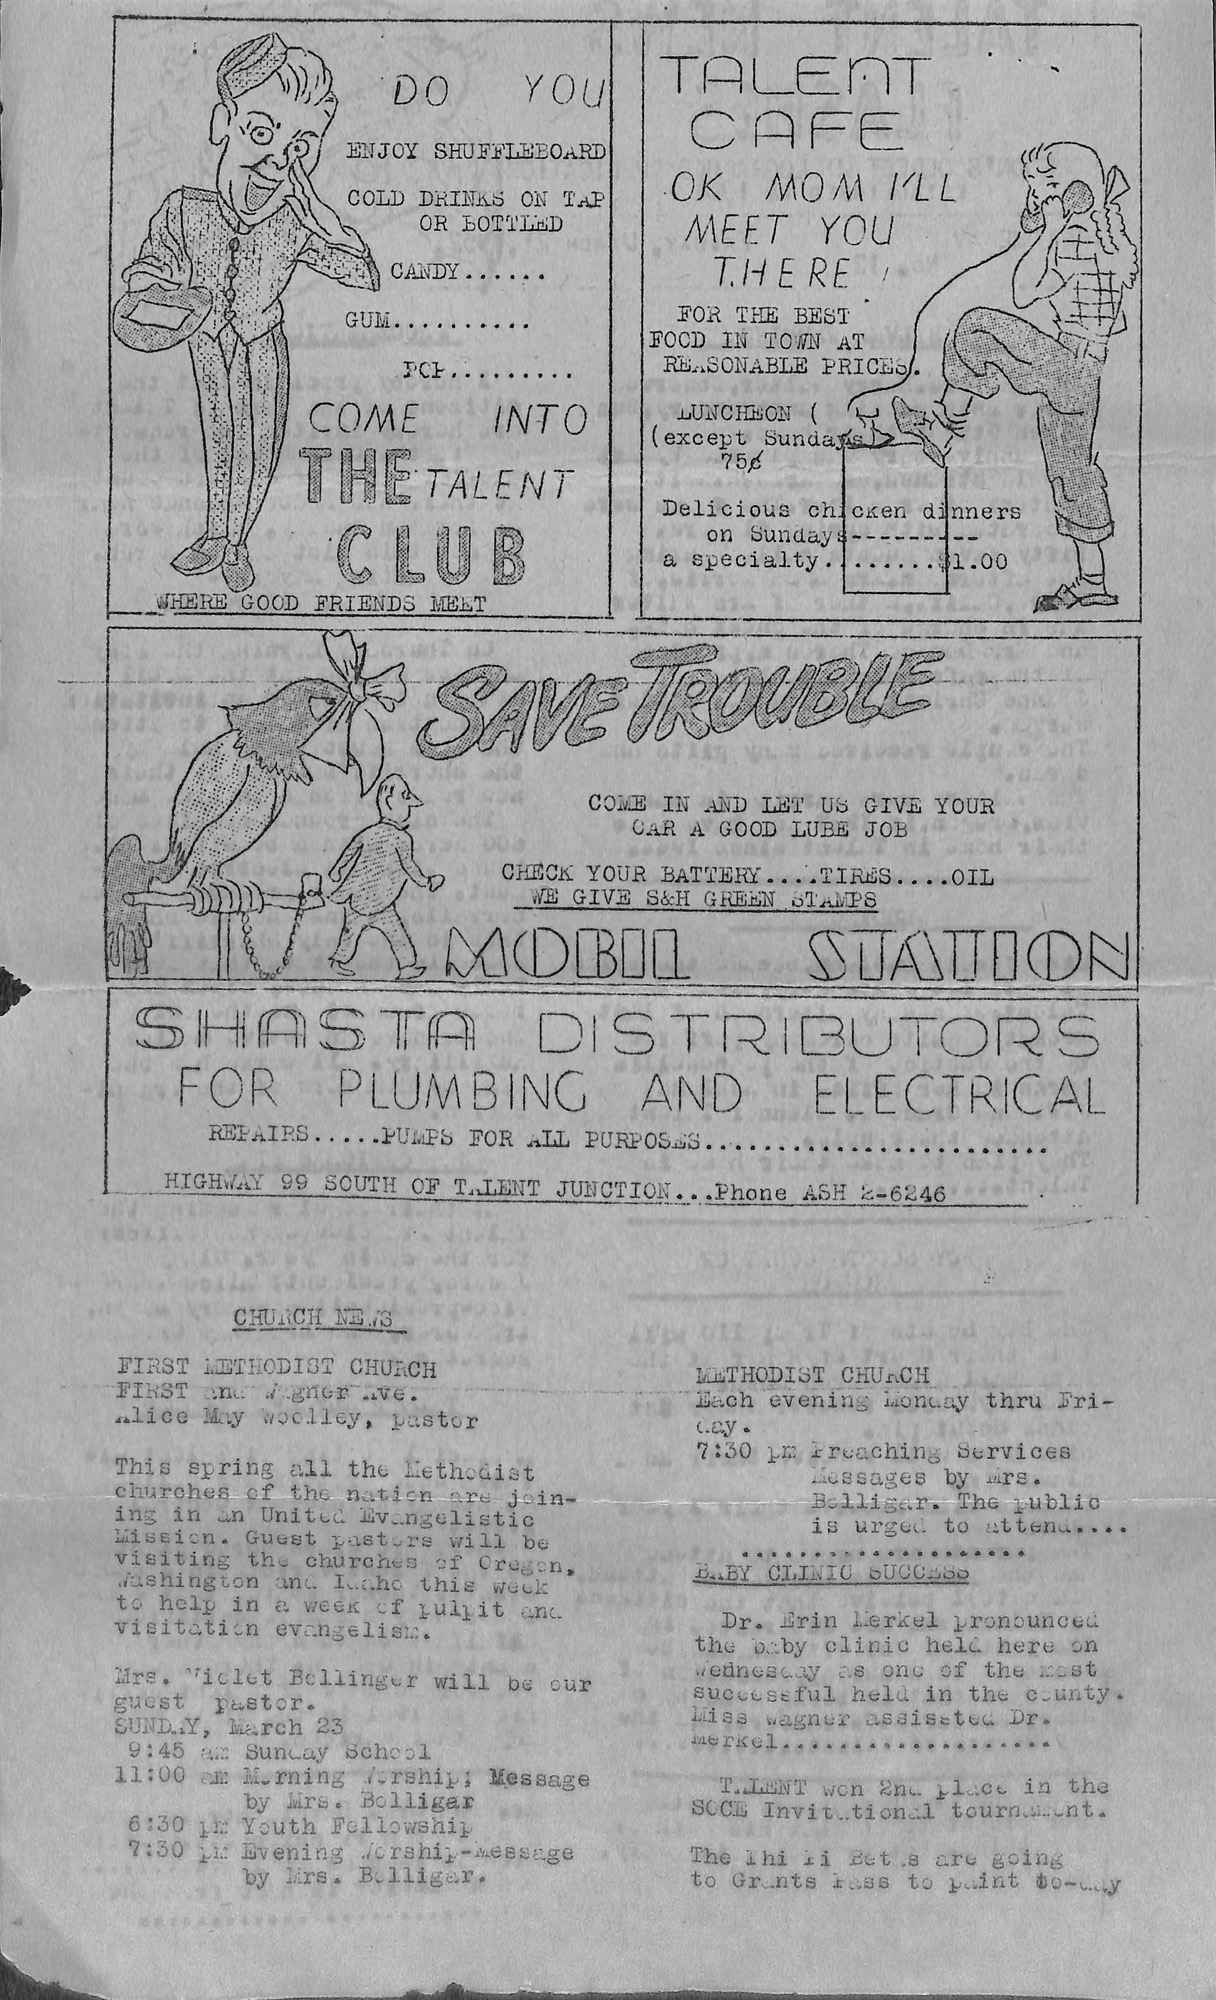 DO YOU
ENJOY SHUFFLEBOARD
COLD DRINKS ON TAP
OR BOTTLED
CANDY......
GUM..........
POP.........
COME INTO
THE TALENT
CLUB
WHERE GOOD FRIENDS MEET
TALENT
CAFE
OK MOM I'LL
MEET YOU
THERE!
FOR THE BEST
FOOD IN TOWN AT
REASONABLE PRICES.
LUNCHEON (
(except Sundays)
75¢
Delicious chicken dinners
on Sundays---------
a specialty........$1.00
SAVE TROUBLE
COME IN AND LET US GIVE YOUR
CAR A GOOD LUBE JOB
CHECK YOUR BATTERY....TIRES....OIL
WE GIVE S&H GREEN STAMPS
MOBIL STATION
SHASTA DISTRIBUTORS
FOR PLUMBING AND ELECTRICAL
REPAIRS.....PUMPS FOR ALL PURPOSES........................
HIGHWAY 99 SOUTH OF TALENT JUNCTION...Phone ASH 2-6246
CHURCH NEWS
FIRST METHODIST CHURCH
FIRST and Wagner Ave.
Alice May Woolley, pastor
This spring all the Methodist
churches of the nation are join-
ing in an United Evangelistic
Mission. Guest pastors will be
visiting the churches of Oregon,
Washington and Idaho this week
to help in a week of pulpit and
visitation evangelism.
Mrs. Violet Bollinger will be our
guest pastor.
SUNDAY, March 23
9:45 am Sunday School
11:00 am Morning Worship; Message
by Mrs. Bolligar
6:30 pm Youth Fellowship
7:30 pm Evening Worship-Message
by Mrs. Bolligar.
METHODIST CHURCH
Each evening Monday thru Fri-
day.
7:30 pm Preaching Services
Messages by Mrs.
Bolligar. The public
is urged to attend....
....................
BABY CLINIC SUCCESS
Dr. Erin Merkel pronounced
the baby clinic held here on
Wednesday as one of the most
successful held in the county.
Miss Wagner assissted Dr.
Merkel...................
TALENT won 2nd place in the
SOCE Invitational tournament.
The are going
to Grants Pass to paint to-day